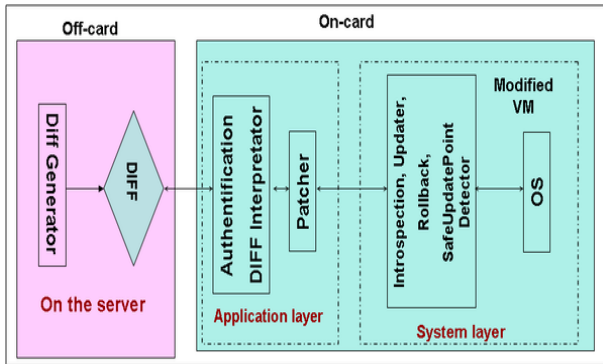 Off-card
On-card
Diff Generator
DIFF
On the server
Authentification
DIFF Interpretator
Patcher
Application layer
Introspection, Updater,
Rollback,
SafeUpdatePoint
Detector
Modified
VM
OS
System layer